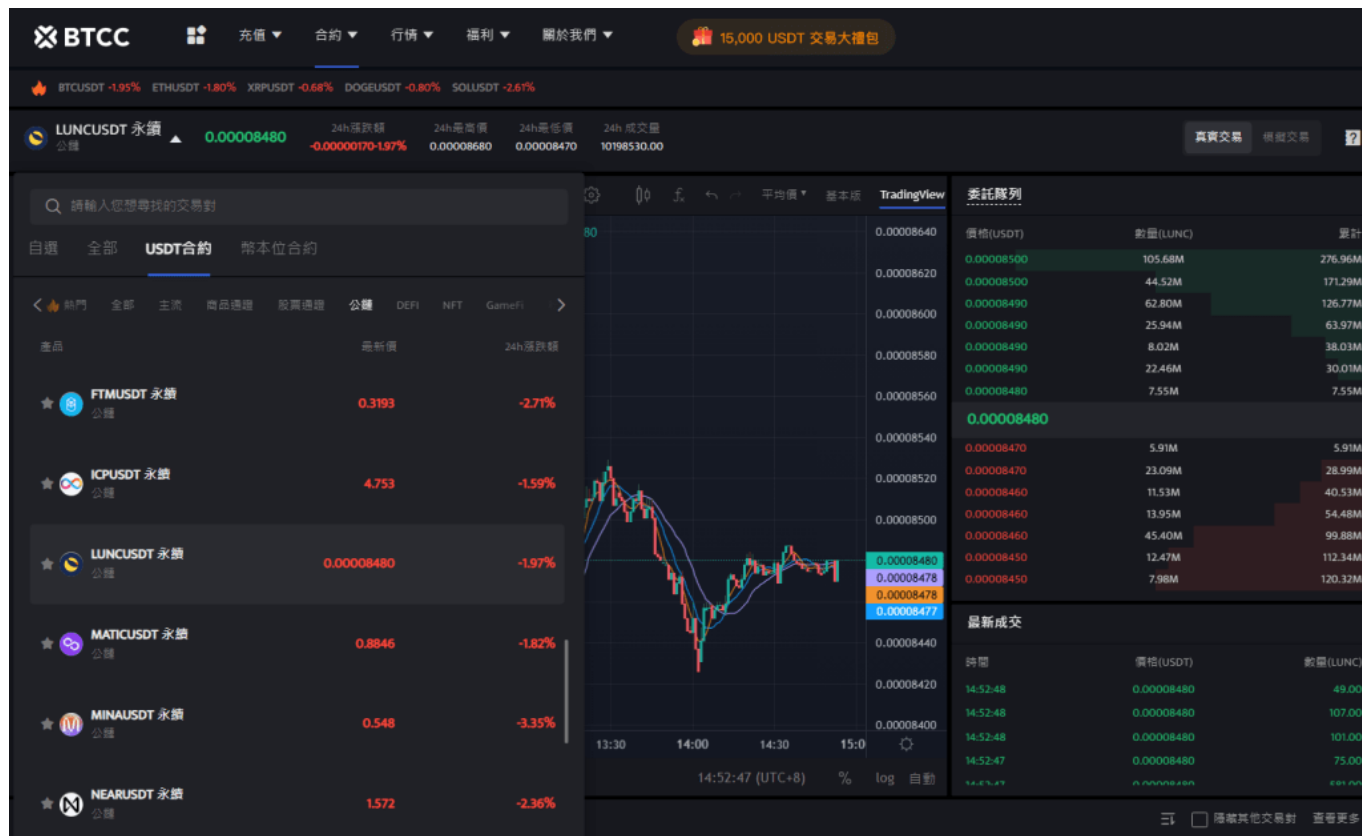 BTCC
充值 ▼ 合約 ▼ 行情 ▼ 福利 ▼ 關於我們 ▼ 15,000 USDT 交易大禮包
BTCUSDT -1.95% ETHUSDT -1.80% XRPUSDT -0.68% DOGEUSDT -0.80% SOLUSDT -2.61%
LUNCUSDT 永續
公鏈
0.00008480
24h漲跌額 24h最高價 24h最低價 24h 成交量
-0.00000170-1.97% 0.00008680 0.00008470 10198530.00
真實交易 模擬交易
請輸入您想尋找的交易對
自選 全部 USDT合約 幣本位合約
熱門 全部 主流 商品通證 股票通證 公鏈 DEFI NFT GameFi
產品 最新價 24h漲跌額
FTMUSDT 永續 0.3193 -2.71%
公鏈
ICPUSDT 永續 4.753 -1.59%
公鏈
LUNCUSDT 永續 0.00008480 -1.97%
公鏈
MATICUSDT 永續 0.8846 -1.82%
公鏈
MINAUSDT 永續 0.548 -3.35%
公鏈
NEARUSDT 永續 1.572 -2.36%
公鏈
平均價 基本版 TradingView
80
0.00008640
0.00008620
0.00008600
0.00008580
0.00008560
0.00008540
0.00008520
0.00008500
0.00008480
0.00008478
0.00008478
0.00008477
0.00008440
0.00008420
0.00008400
13:30 14:00 14:30 15:0
14:52:47 (UTC+8) % log 自動
委託隊列
價格(USDT) 數量(LUNC) 累計
0.00008500 105.68M 276.96M
0.00008500 44.52M 171.29M
0.00008490 62.80M 126.77M
0.00008490 25.94M 63.97M
0.00008490 8.02M 38.03M
0.00008490 22.46M 30.01M
0.00008480 7.55M 7.55M
0.00008480
0.00008470 5.91M 5.91M
0.00008470 23.09M 28.99M
0.00008460 11.53M 40.53M
0.00008460 13.95M 54.48M
0.00008460 45.40M 99.88M
0.00008450 12.47M 112.34M
0.00008450 7.98M 120.32M
最新成交
時間 價格(USDT) 數量(LUNC)
14:52:48 0.00008480 49.00
14:52:48 0.00008480 107.00
14:52:48 0.00008480 101.00
14:52:47 0.00008480 75.00
14:52:47 0.00008480 581.00
隱藏其他交易對 查看更多